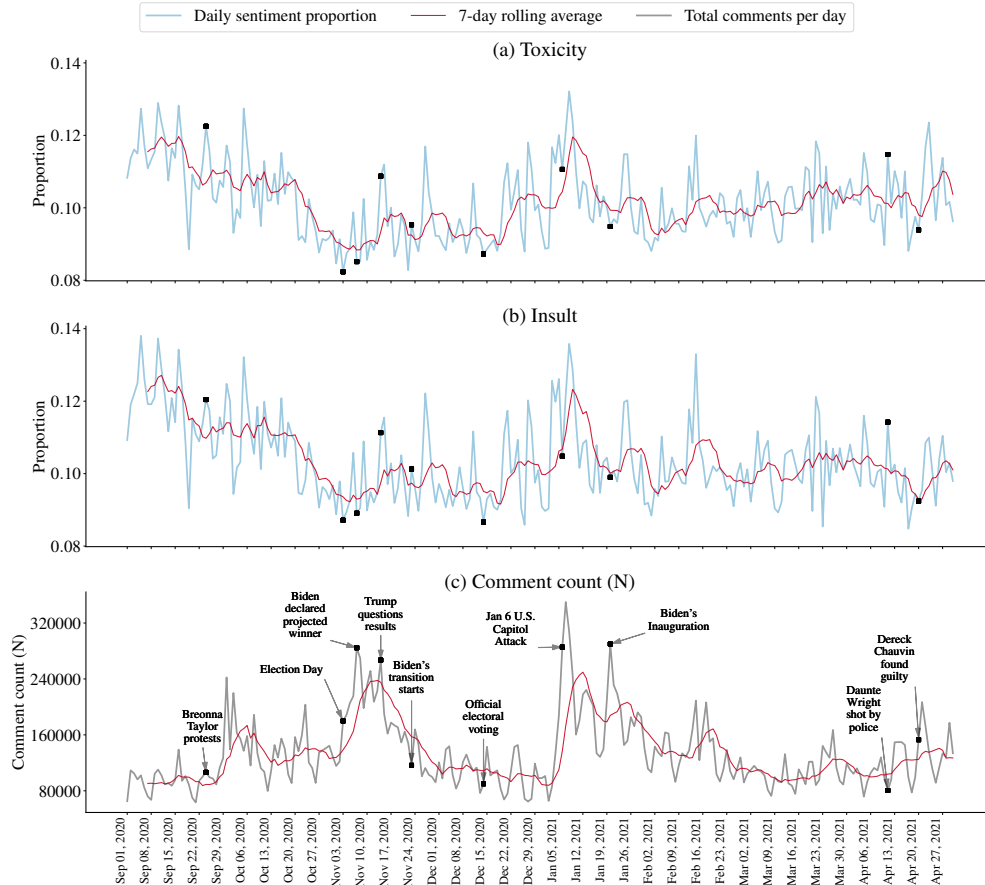 Daily sentiment proportion
7-day rolling average
Total comments per day
(a) Toxicity
Proportion
0.14
0.12
0.10
0.08
(b) Insult
Proportion
0.14
0.12
0.10
0.08
(c) Comment count (N)
Comment count (N)
320000
240000
160000
80000
Breonna
Taylor
protests
Election Day
Biden
declared
projected
winner
Trump
questions
results
Biden's
transition
starts
Official
electoral
voting
Jan 6 U.S.
Capitol
Attack
Biden's
Inauguration
Daunte
Wright
shot by
police
Dereck
Chauvin
found
guilty
Sep 01, 2020
Sep 08, 2020
Sep 15, 2020
Sep 22, 2020
Sep 29, 2020
Oct 06, 2020
Oct 13, 2020
Oct 20, 2020
Oct 27, 2020
Nov 03, 2020
Nov 10, 2020
Nov 17, 2020
Nov 24, 2020
Dec 01, 2020
Dec 08, 2020
Dec 15, 2020
Dec 22, 2020
Dec 29, 2020
Jan 05, 2021
Jan 12, 2021
Jan 19, 2021
Jan 26, 2021
Feb 02, 2021
Feb 09, 2021
Feb 16, 2021
Feb 23, 2021
Mar 02, 2021
Mar 09, 2021
Mar 16, 2021
Mar 23, 2021
Mar 30, 2021
Apr 06, 2021
Apr 13, 2021
Apr 20, 2021
Apr 27, 2021